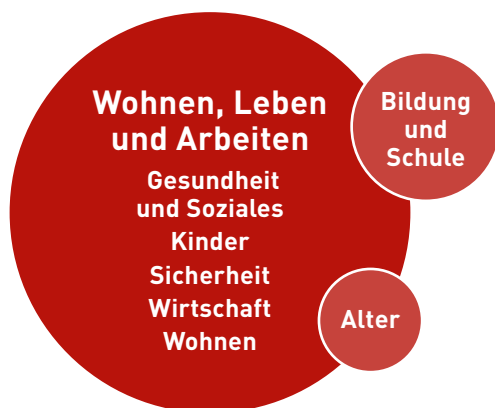 Wohnen, Leben
und Arbeiten
Gesundheit
und Soziales
Kinder
Sicherheit
Wirtschaft
Wohnen
Bildung
und
Schule
Alter